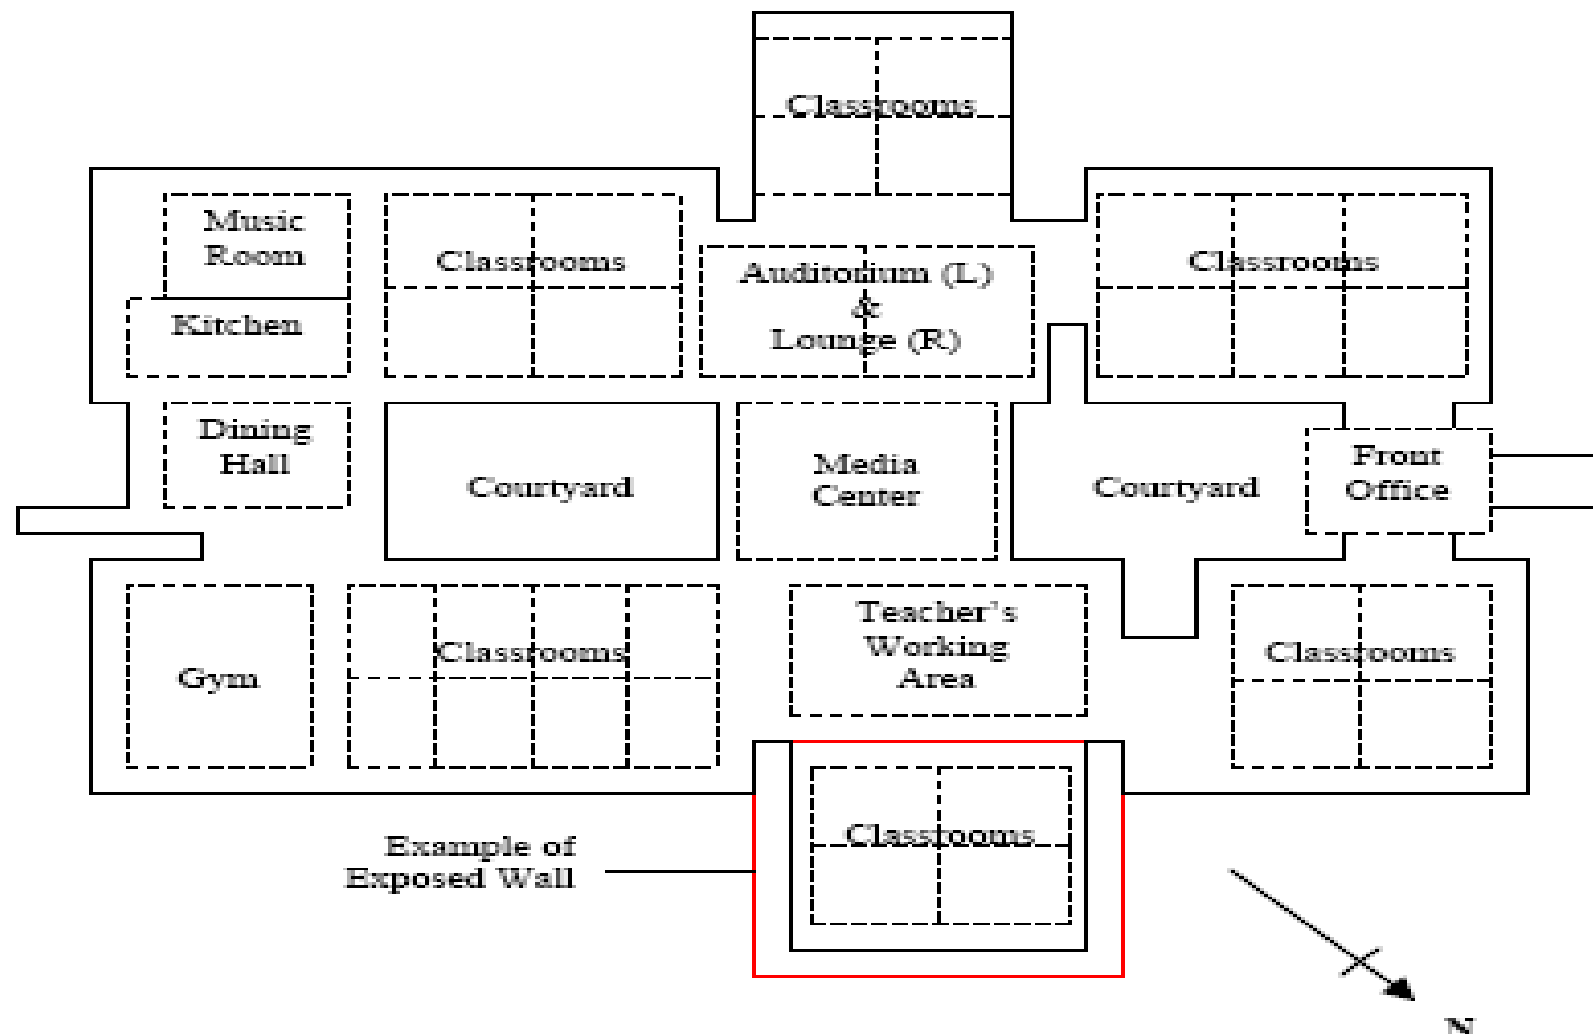 Classrooms
Music
Room
Classrooms
Auditorium (L)
&
Lounge (R)
Classrooms
Kitchen
Dining
Hall
Courtyard
Media
Center
Courtyard
Front
Office
Gym
Classrooms
Teacher's
Working
Area
Classrooms
Example of
Exposed Wall
Classrooms
N